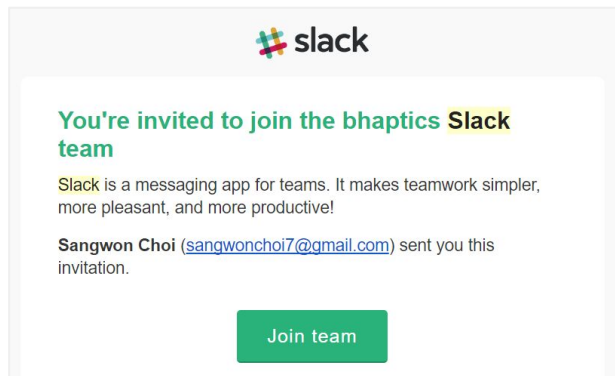 slack
You're invited to join the bhaptics Slack
team
Slack is a messaging app for teams. It makes teamwork simpler,
more pleasant, and more productive!
Sangwon Choi (sangwonchoi7@gmail.com) sent you this
invitation.
Join team